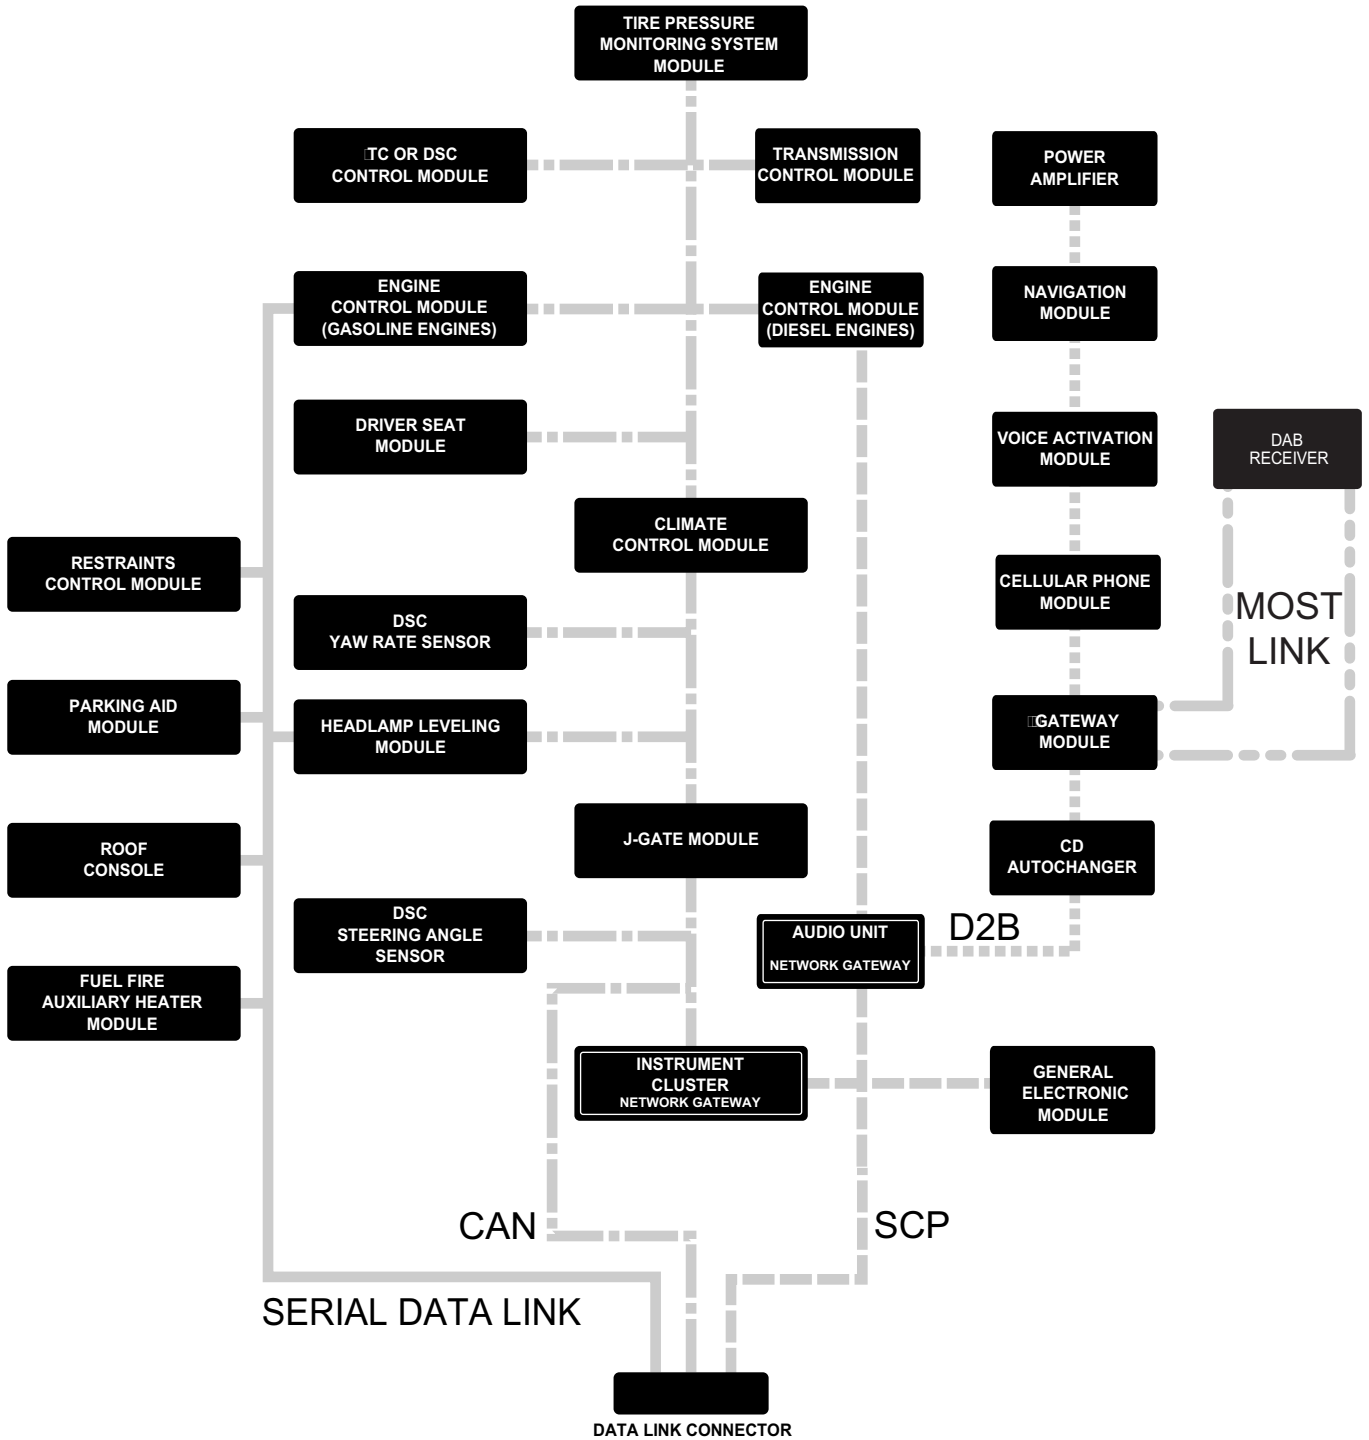 TIRE PRESSURE
MONITORING SYSTEM
MODULE
TC OR DSC
CONTROL MODULE
TRANSMISSION
CONTROL MODULE
POWER
AMPLIFIER
ENGINE
CONTROL MODULE
(GASOLINE ENGINES)
ENGINE
CONTROL MODULE
(DIESEL ENGINES)
NAVIGATION
MODULE
DRIVER SEAT
MODULE
VOICE ACTIVATION
MODULE
DAB
RECEIVER
CLIMATE
CONTROL MODULE
RESTRAINTS
CONTROL MODULE
CELLULAR PHONE
MODULE
MOST
LINK
DSC
YAW RATE SENSOR
PARKING AID
MODULE
HEADLAMP LEVELING
MODULE
GATEWAY
MODULE
J-GATE MODULE
ROOF
CONSOLE
CD
AUTOCHANGER
DSC
STEERING ANGLE
SENSOR
AUDIO UNIT
NETWORK GATEWAY
D2B
FUEL FIRE
AUXILIARY HEATER
MODULE
INSTRUMENT
CLUSTER
NETWORK GATEWAY
GENERAL
ELECTRONIC
MODULE
CAN
SCP
SERIAL DATA LINK
DATA LINK CONNECTOR